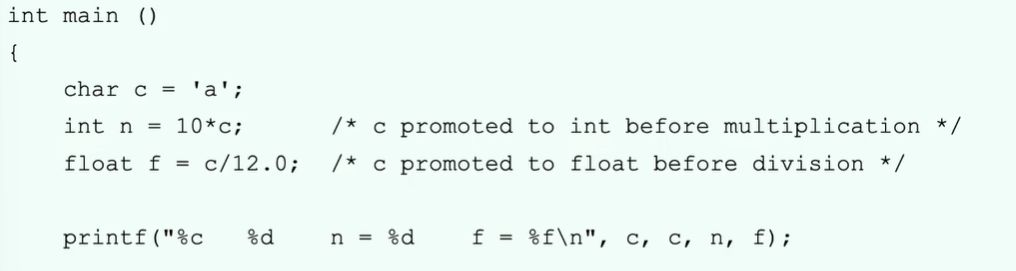 int main ()
{
    char c = 'a';
    int n = 10*c;       /* c promoted to int before multiplication */
    float f = c/12.0;   /* c promoted to float before division */
    printf("%c   %d    n = %d    f = %f\n", c, c, n, f);